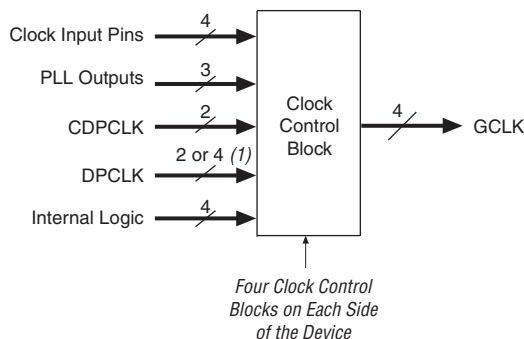 Clock Input Pins
4
PLL Outputs
3
CDPCLK
2
DPCLK
2 or 4 (1)
Internal Logic
4
Clock
Control
Block
4
GCLK
Four Clock Control
Blocks on Each Side
of the Device